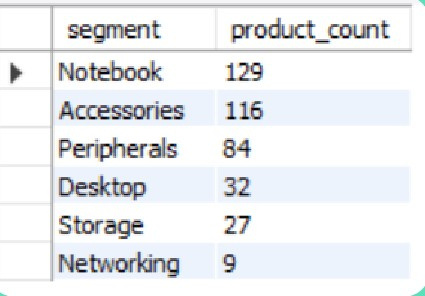 segment product_count
Notebook 129
Accessories 116
Peripherals 84
Desktop 32
Storage 27
Networking 9